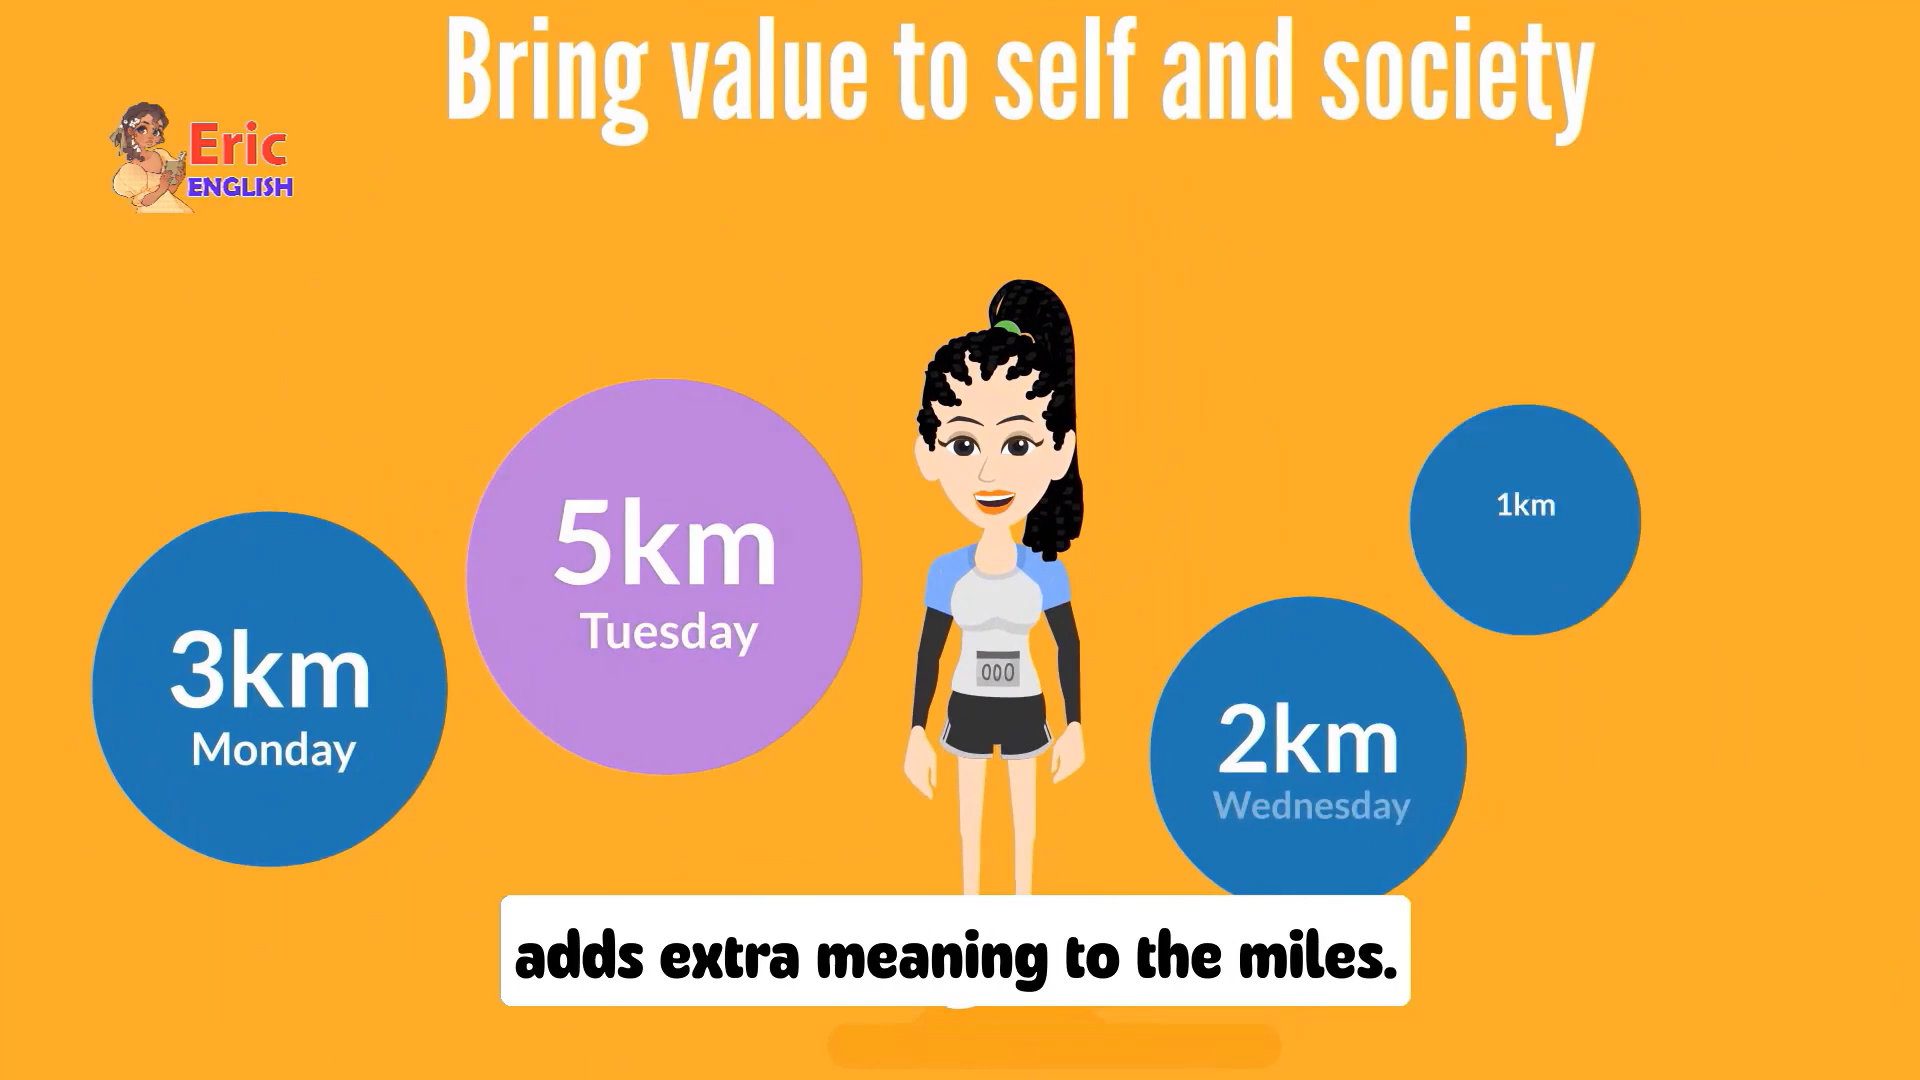 Bring value to self and society
Eric
ENGLISH
5km
Tuesday
3km
Monday
1km
2km
Wednesday
000
adds extra meaning to the miles.